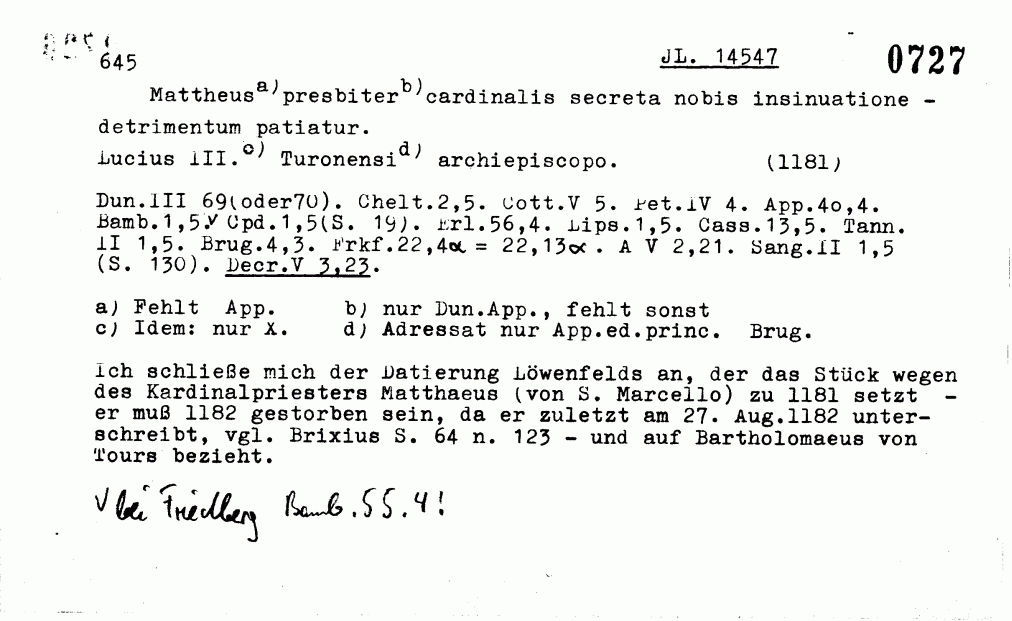 645 JL. 14547 0727
Mattheus a) presbiter b) cardinalis secreta nobis insinuatione -
detrimentum patiatur.
Lucius III. c) Turonensi d) archiepiscopo. (1181)
Dun.III 69(oder70). Chelt.2,5. Cott.V 5. Pet.IV 4. App.40,4.
Bamb.1,5.V Cpd.1,5(S. 19). Erl.56,4. Lips.1,5. Cass.13,5. Tann.
II 1,5. Brug.4,3. Frkf.22,4α = 22,13α. A V 2,21. Sang.II 1,5
(S. 130). Decr.V 3,23.
a) Fehlt App. b) nur Dun.App., fehlt sonst
c) Idem: nur X. d) Adressat nur App.ed.princ. Brug.
Ich schließe mich der Datierung Löwenfelds an, der das Stück wegen
des Kardinalpriesters Matthaeus (von S. Marcello) zu 1181 setzt -
er muß 1182 gestorben sein, da er zuletzt am 27. Aug.1182 unter-
schreibt, vgl. Brixius S. 64 n. 123 - und auf Bartholomaeus von
Tours bezieht.
V bei Friedberg Bamb.55.4!